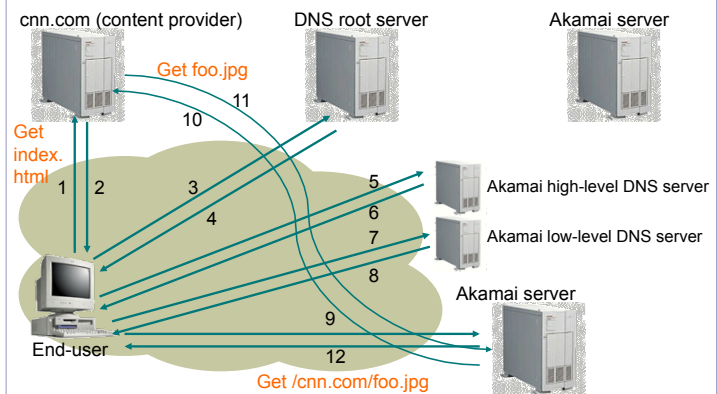 cnn.com (content provider)
DNS root server
Akamai server
Get foo.jpg
11
10
Get
index.
html
1
2
3
4
5
6
Akamai high-level DNS server
7
Akamai low-level DNS server
8
Akamai server
9
End-user
12
Get /cnn.com/foo.jpg